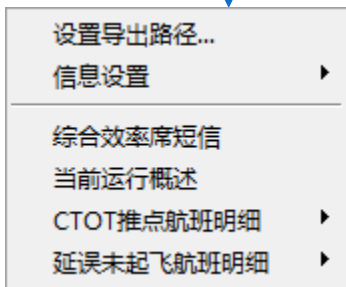 设置导出路径...
信息设置
综合效率席短信
当前运行概述
CTOT推点航班明细
延误未起飞航班明细